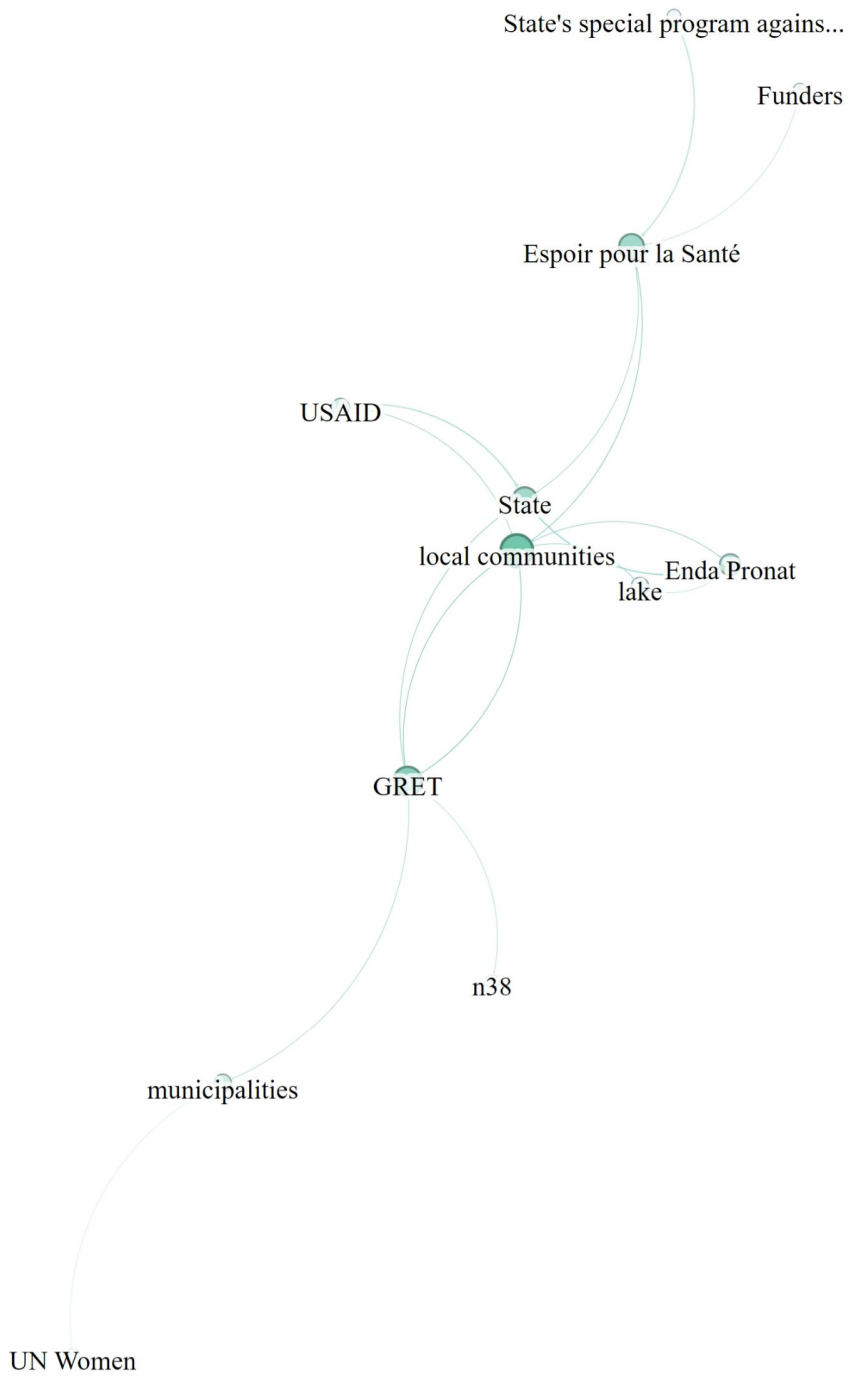 State's special program agains...
Funders
Espoir pour la Santé
USAID
State
local communities
Enda Pronat
lake
GRET
n38
municipalities
UN Women